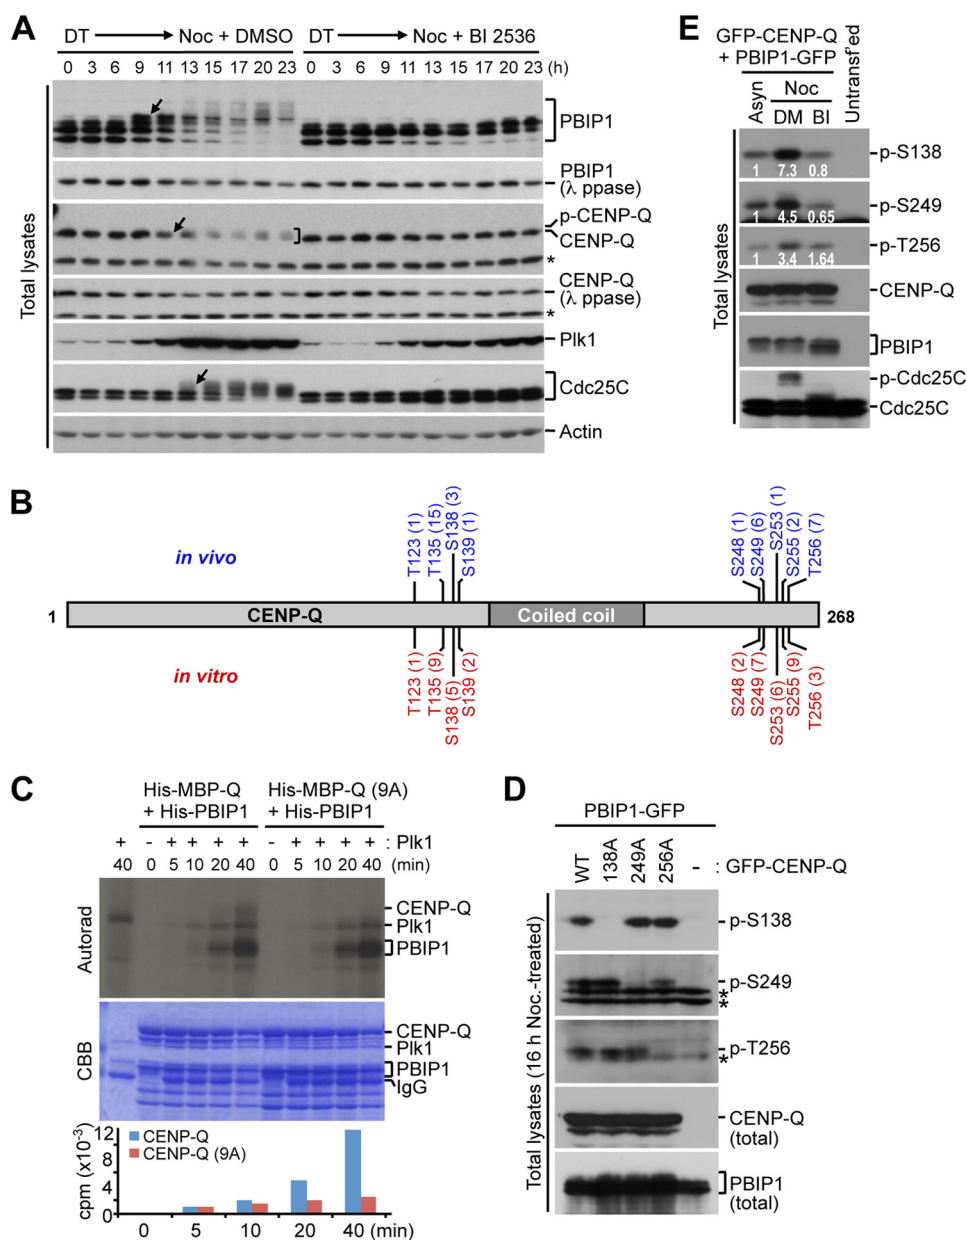 A
DT Noc + DMSO DT Noc + BI 2536
0 3 6 9 11 13 15 17 20 23 0 3 6 9 11 13 15 17 20 23 (h)
Total lysates
PBIP1
PBIP1
(λ ppase)
p-CENP-Q
CENP-Q
*
CENP-Q
(λ ppase)
*
Plk1
Cdc25C
Actin
E
GFP-CENP-Q
+ PBIP1-GFP
Asyn Noc Untransf'ed
DM BI
Total lysates
p-S138
1 7.3 0.8
p-S249
1 4.5 0.65
p-T256
1 3.4 1.64
CENP-Q
PBIP1
p-Cdc25C
Cdc25C
B
in vivo
T123 (1) T135 (15) S138 (3) S139 (1) S248 (1) S249 (6) S253 (1) S255 (2) T256 (7)
1 CENP-Q Coiled coil 268
in vitro
T123 (1) T135 (9) S138 (5) S139 (2) S248 (2) S249 (7) S253 (6) S255 (9) T256 (3)
C
His-MBP-Q His-MBP-Q (9A)
+ His-PBIP1 + His-PBIP1
+ - + + + + - + + + + : Plk1
40 0 5 10 20 40 0 5 10 20 40 (min)
Autorad
CENP-Q
Plk1
PBIP1
CBB
CENP-Q
Plk1
PBIP1
IgG
cpm (x10⁻³)
12
8
4
0
CENP-Q
CENP-Q (9A)
0 5 10 20 40 (min)
D
PBIP1-GFP
WT 138A 249A 256A - : GFP-CENP-Q
Total lysates (16 h Noc.-treated)
p-S138
p-S249
*
*
p-T256
*
CENP-Q
(total)
PBIP1
(total)